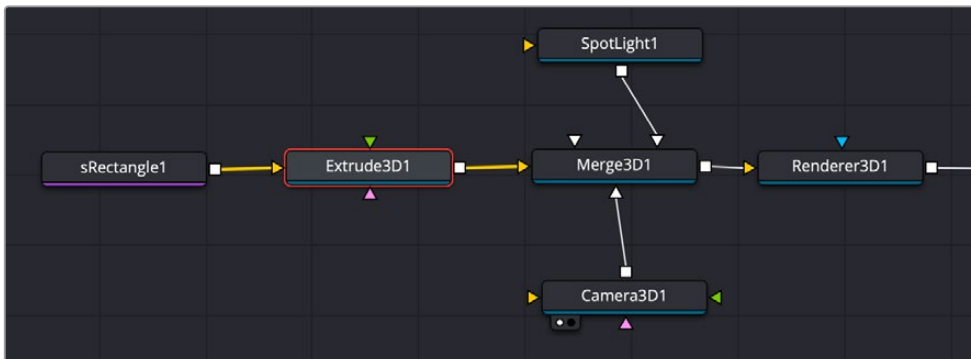 SpotLight1
sRectangle1
Extrude3D1
Merge3D1
Renderer3D1
Camera3D1